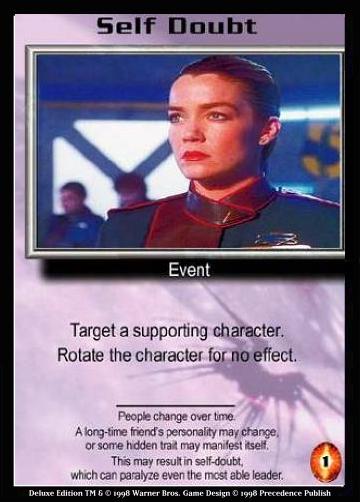 Self Doubt
Event
Target a supporting character.
Rotate the character for no effect.
People change over time.
A long-time friend's personality may change,
or some hidden trait may manifest itself.
This may result in self-doubt,
which can paralyze even the most able leader.
1
Deluxe Edition TM & © 1998 Warner Bros. Game Design © 1998 Precedence Publish